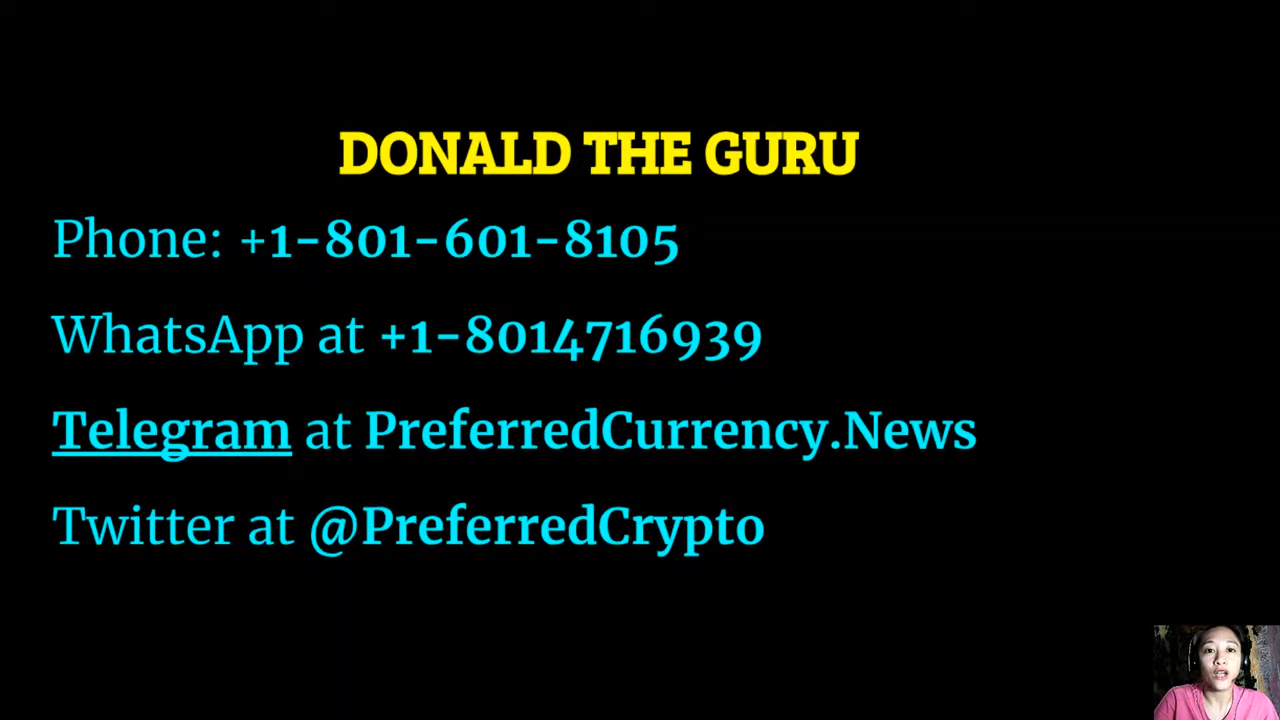 DONALD THE GURU
Phone: +1-801-601-8105
WhatsApp at +1-8014716939
Telegram at PreferredCurrency.News
Twitter at @PreferredCrypto